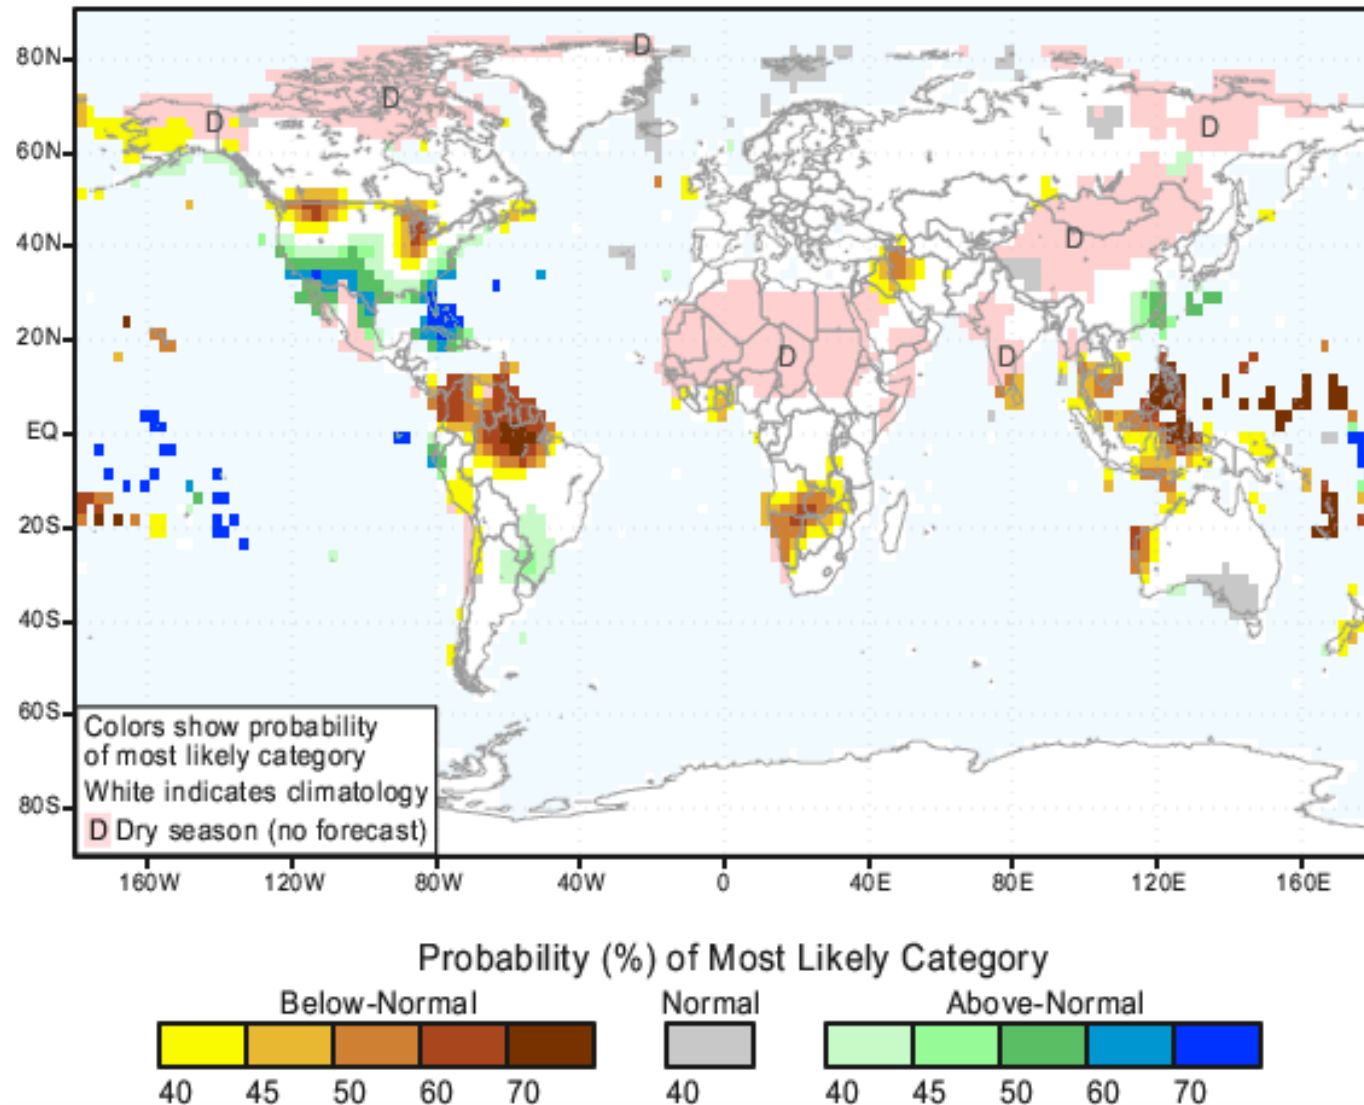 80N
60N
40N
20N
EQ
20S
40S
60S
80S
D
D
D
D
D
D
D
Colors show probability
of most likely category
White indicates climatology
D Dry season (no forecast)
160W 120W 80W 40W 0 40E 80E 120E 160E
Probability (%) of Most Likely Category
Below-Normal Normal Above-Normal
40 45 50 60 70 40 40 45 50 60 70